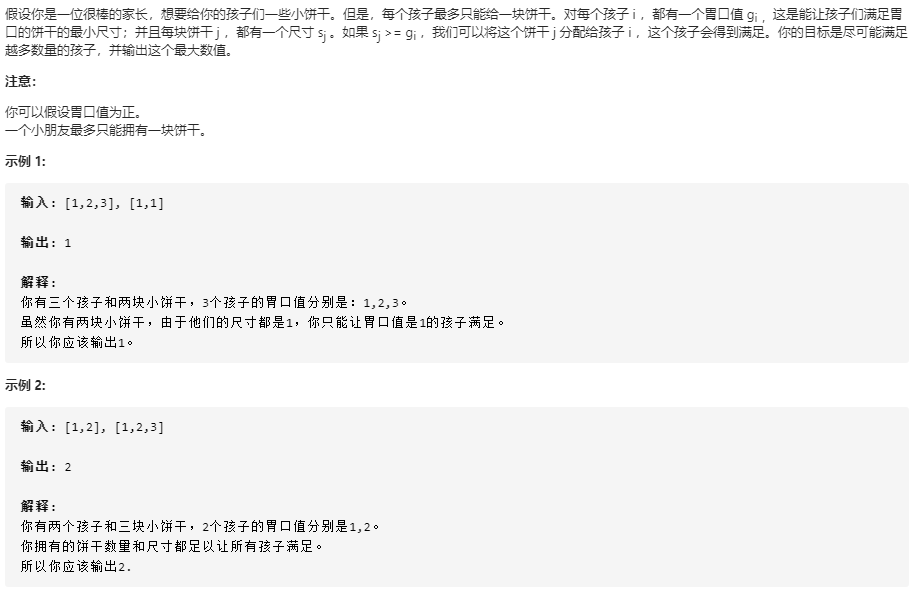 假设你是一位很棒的家长，想要给你的孩子们一些小饼干。但是，每个孩子最多只能给一块饼干。对每个孩子 i ，都有一个胃口值 gi ，这是能让孩子们满足胃
口的饼干的最小尺寸；并且每块饼干 j ，都有一个尺寸 sj 。如果 sj >= gi ，我们可以将这个饼干 j 分配给孩子 i ，这个孩子会得到满足。你的目标是尽可能满足
越多数量的孩子，并输出这个最大数值。
注意：
你可以假设胃口值为正。
一个小朋友最多只能拥有一块饼干。
示例 1:
输入: [1,2,3], [1,1]
输出: 1
解释:
你有三个孩子和两块小饼干，3个孩子的胃口值分别是：1,2,3。
虽然你有两块小饼干，由于他们的尺寸都是1，你只能让胃口值是1的孩子满足。
所以你应该输出1。
示例 2:
输入: [1,2], [1,2,3]
输出: 2
解释:
你有两个孩子和三块小饼干，2个孩子的胃口值分别是1,2。
你拥有的饼干数量和尺寸都足以让所有孩子满足。
所以你应该输出2.